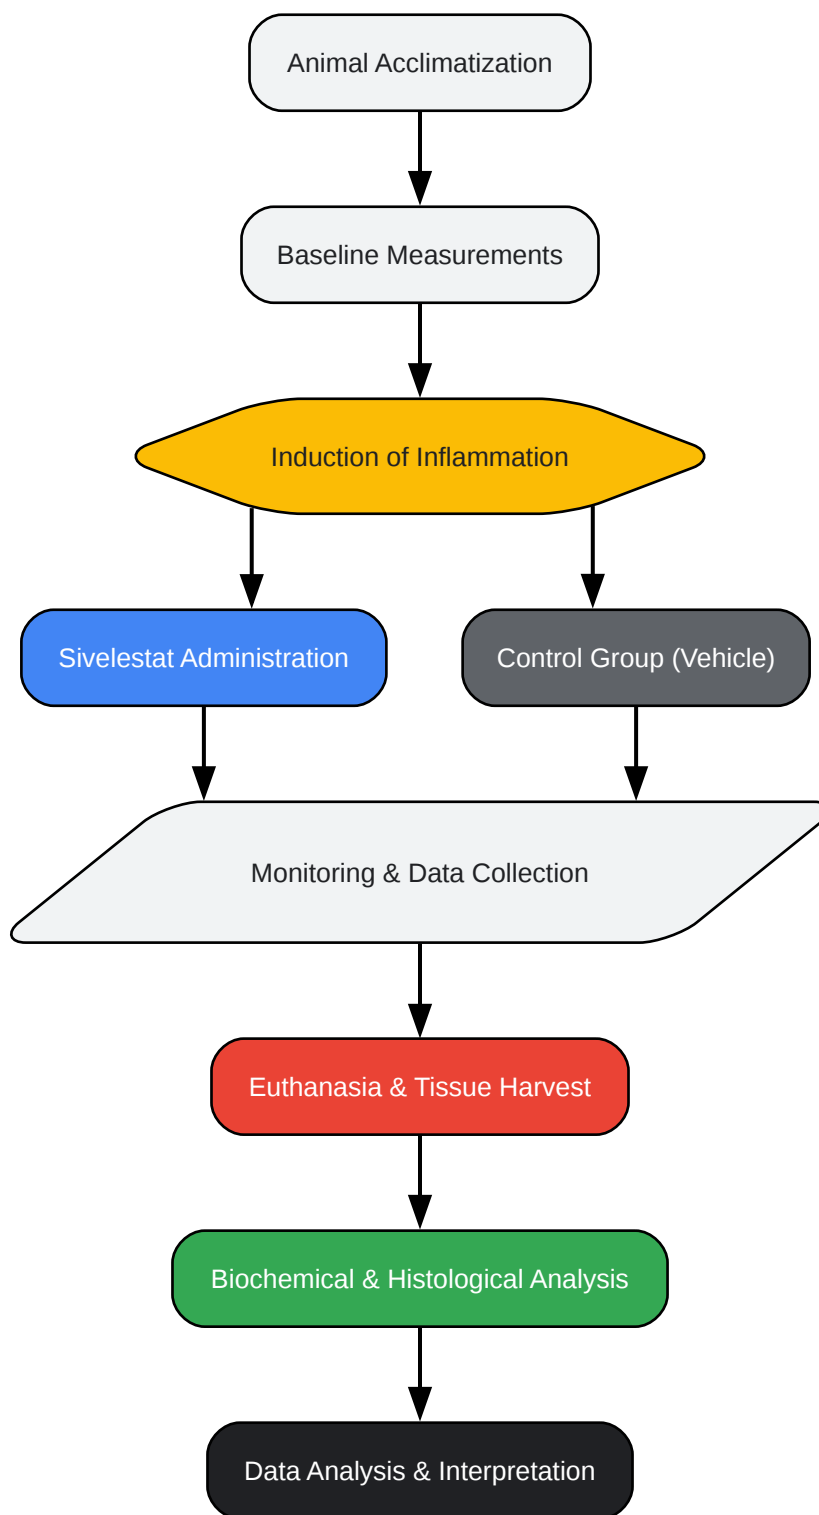 Animal Acclimatization
Baseline Measurements
Induction of Inflammation
Sivelestat Administration
Control Group (Vehicle)
Monitoring & Data Collection
Euthanasia & Tissue Harvest
Biochemical & Histological Analysis
Data Analysis & Interpretation